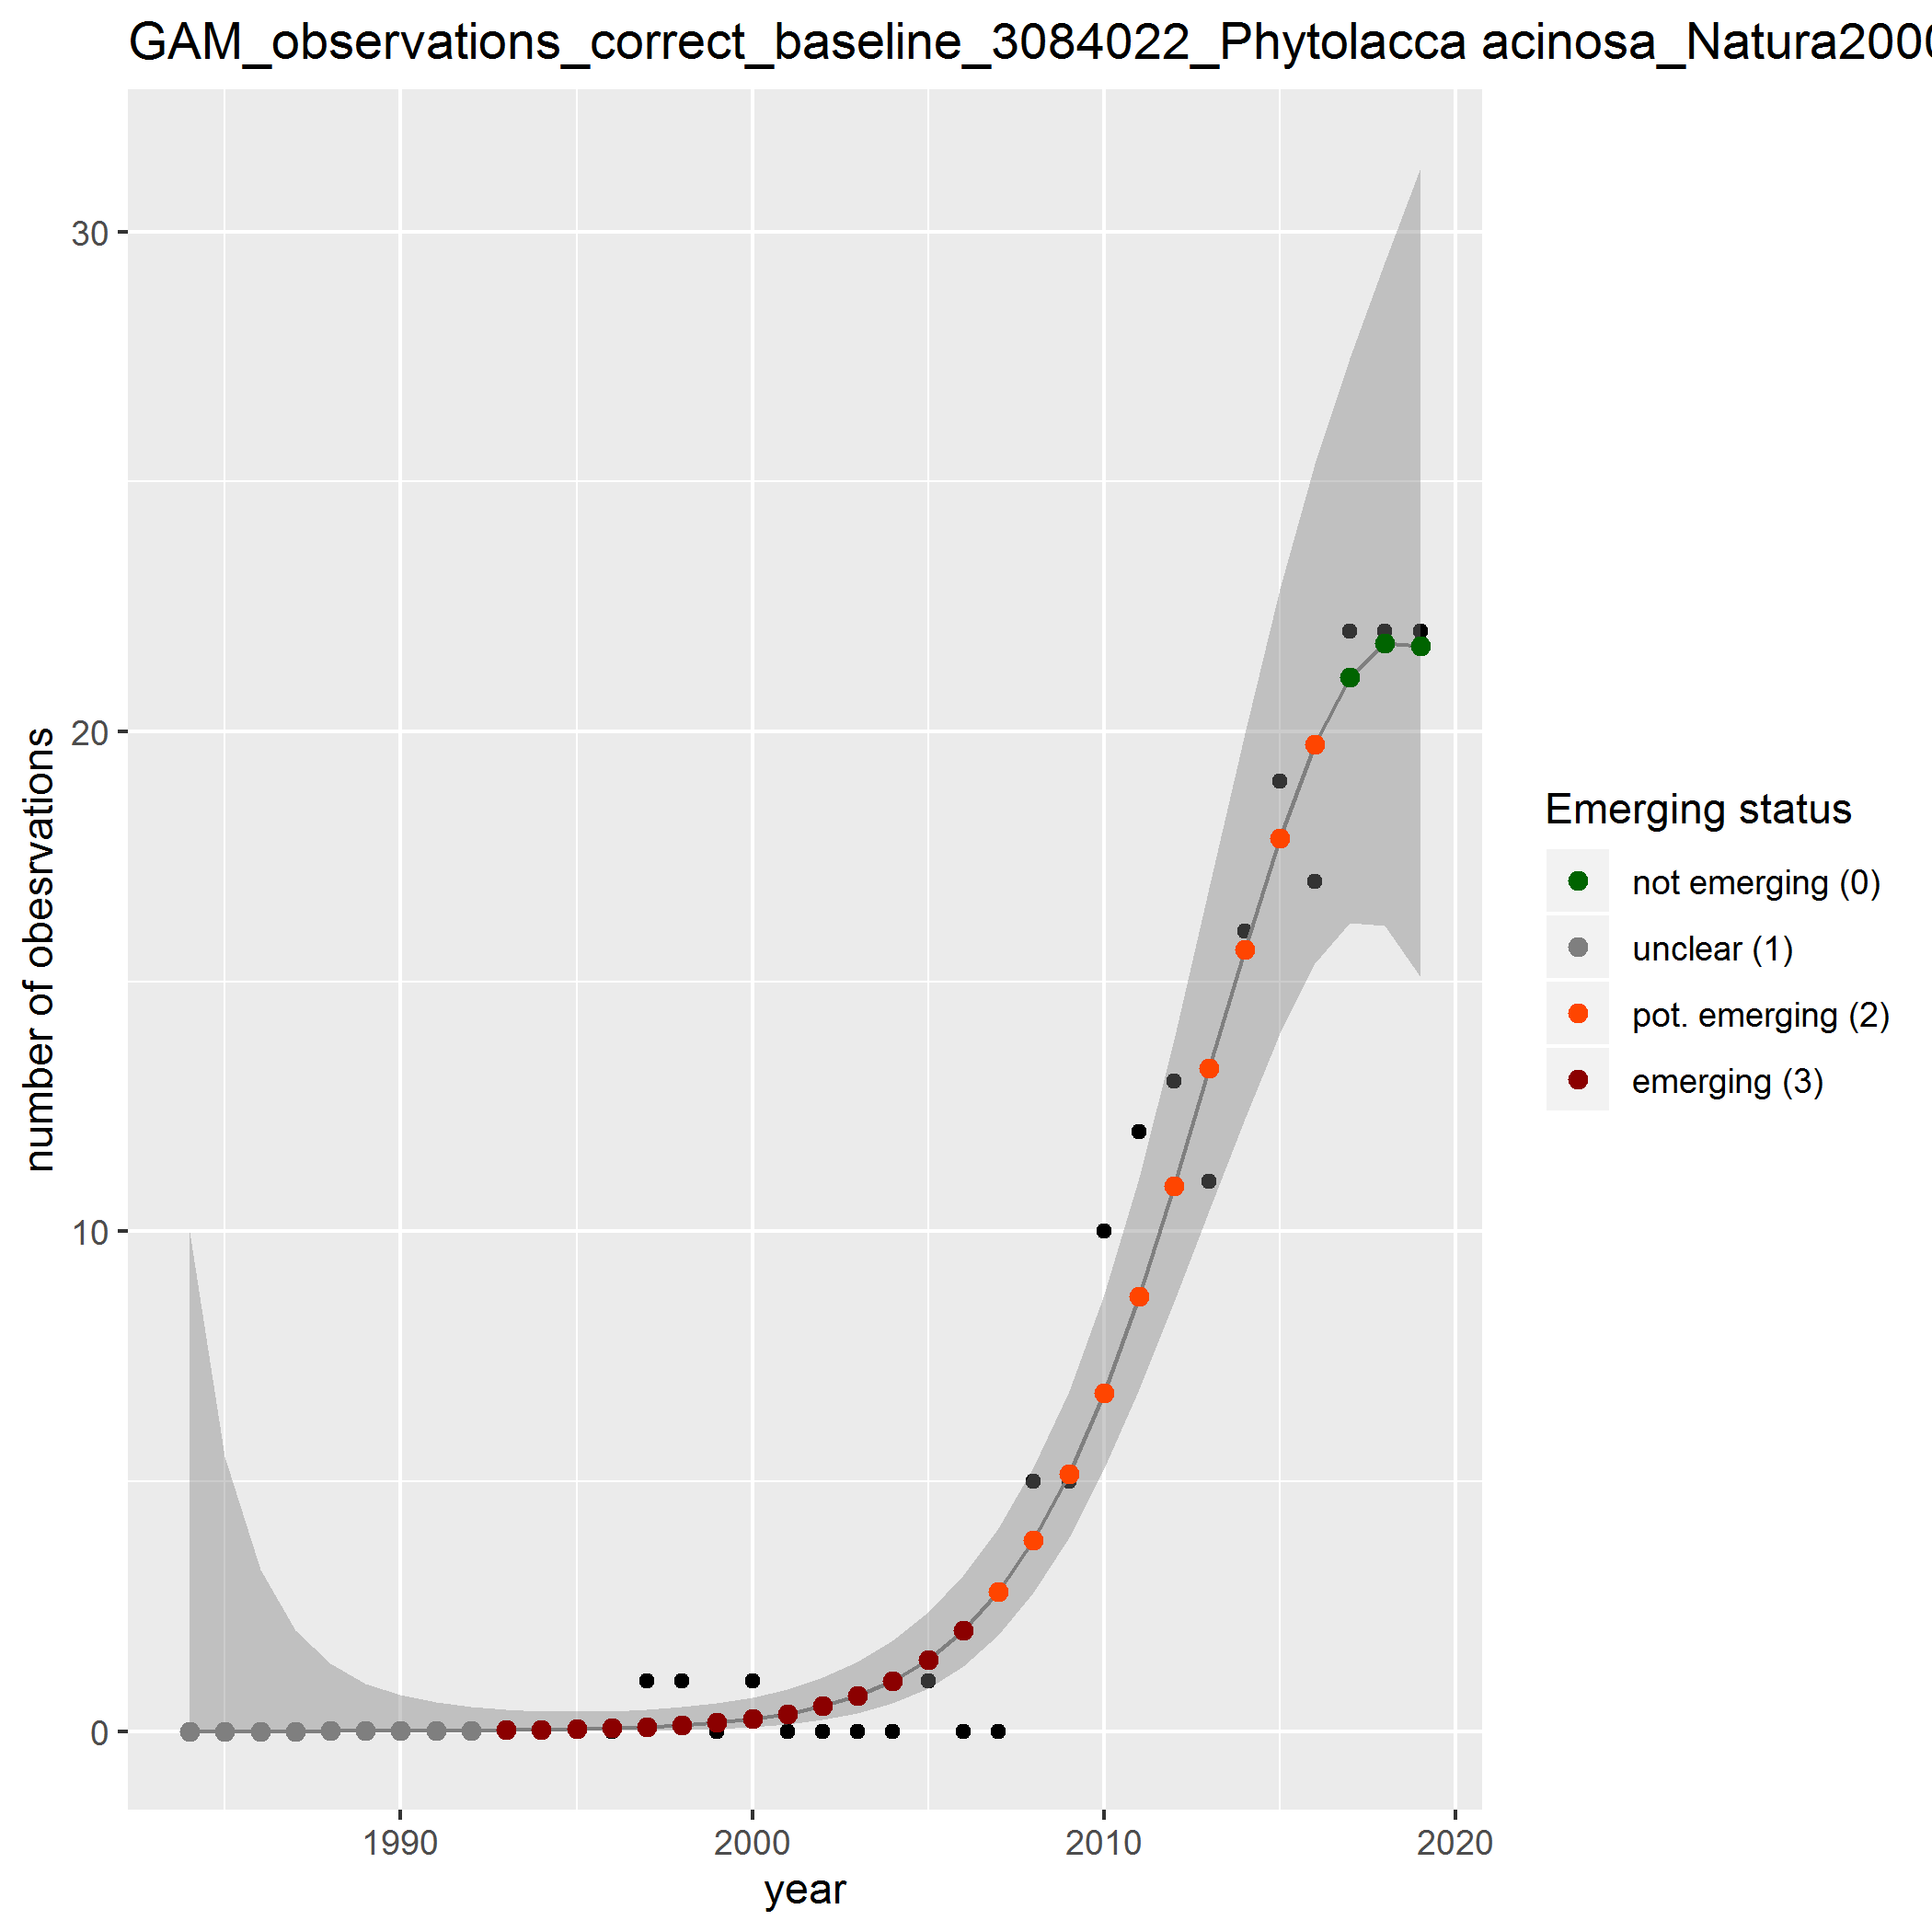 GAM_observations_correct_baseline_3084022_Phytolacca acinosa_Natura2000
30
20
10
0
number of obesrvations
1990
2000
2010
2020
year
Emerging status
not emerging (0)
unclear (1)
pot. emerging (2)
emerging (3)